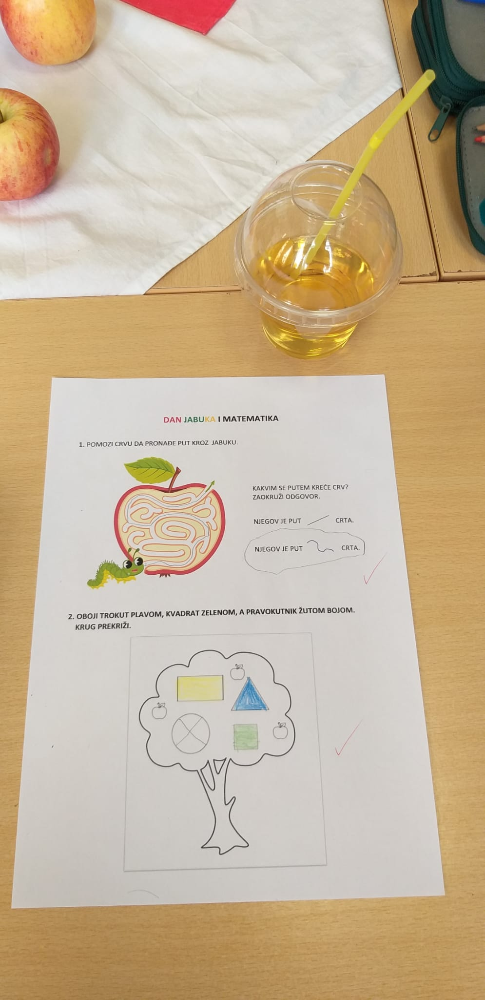 DAN JABUKA I MATEMATIKA
1. POMOZI CRVU DA PRONAĐE PUT KROZ JABUKU.
KAKVIM SE PUTEM KREĆE CRV?
ZAOKRUŽI ODGOVOR.
NJEGOV JE PUT CRTA.
NJEGOV JE PUT CRTA.
2. OBOJI TROKUT PLAVOM, KVADRAT ZELENOM, A PRAVOKUTNIK ŽUTOM BOJOM.
KRUG PREKRIŽI.